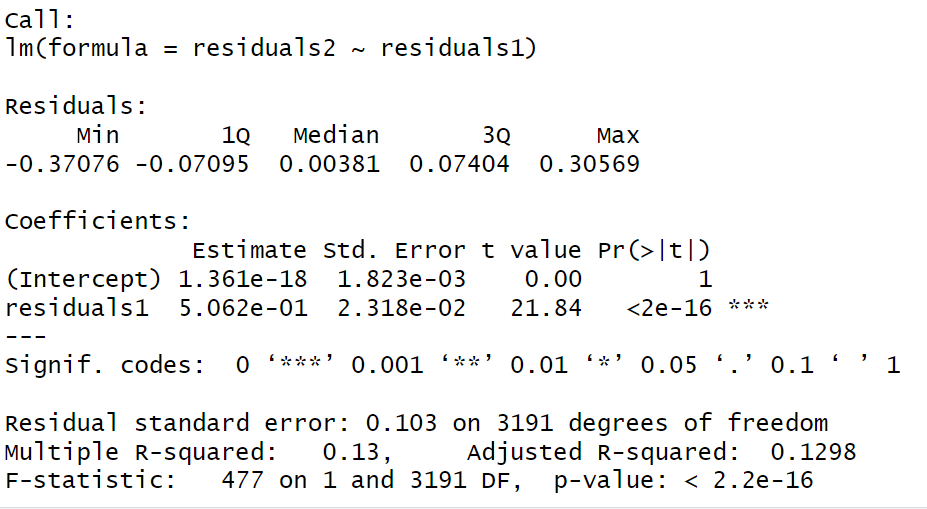 Call:
lm(formula = residuals2 ~ residuals1)
Residuals:
Min 1Q Median 3Q Max
-0.37076 -0.07095 0.00381 0.07404 0.30569
Coefficients:
Estimate Std. Error t value Pr(>|t|)
(Intercept) 1.361e-18 1.823e-03 0.00 1
residuals1 5.062e-01 2.318e-02 21.84 <2e-16 ***
---
Signif. codes: 0 ‘***’ 0.001 ‘**’ 0.01 ‘*’ 0.05 ‘.’ 0.1 ‘ ’ 1
Residual standard error: 0.103 on 3191 degrees of freedom
Multiple R-squared: 0.13, Adjusted R-squared: 0.1298
F-statistic: 477 on 1 and 3191 DF, p-value: < 2.2e-16